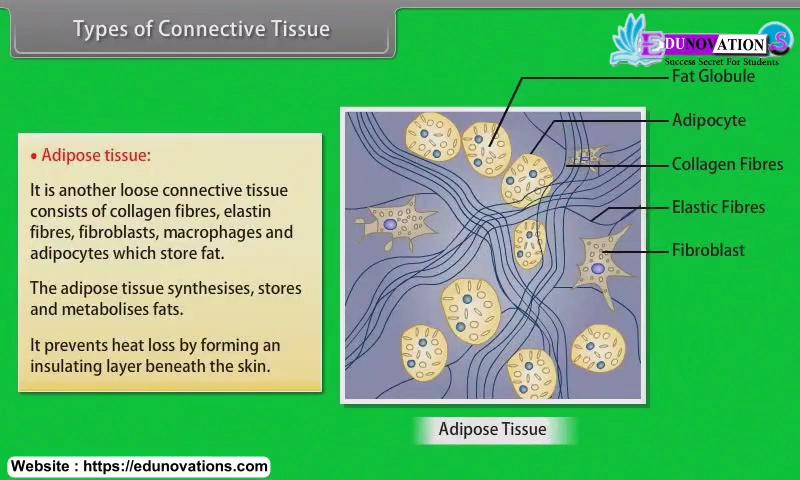 Types of Connective Tissue
EDUNOVATION
S
Success Secret For Students
Fat Globule
Adipocyte
Collagen Fibres
Elastic Fibres
Fibroblast
• Adipose tissue:
It is another loose connective tissue
consists of collagen fibres, elastin
fibres, fibroblasts, macrophages and
adipocytes which store fat.
The adipose tissue synthesises, stores
and metabolises fats.
It prevents heat loss by forming an
insulating layer beneath the skin.
Adipose Tissue
Website : https://edunovations.com